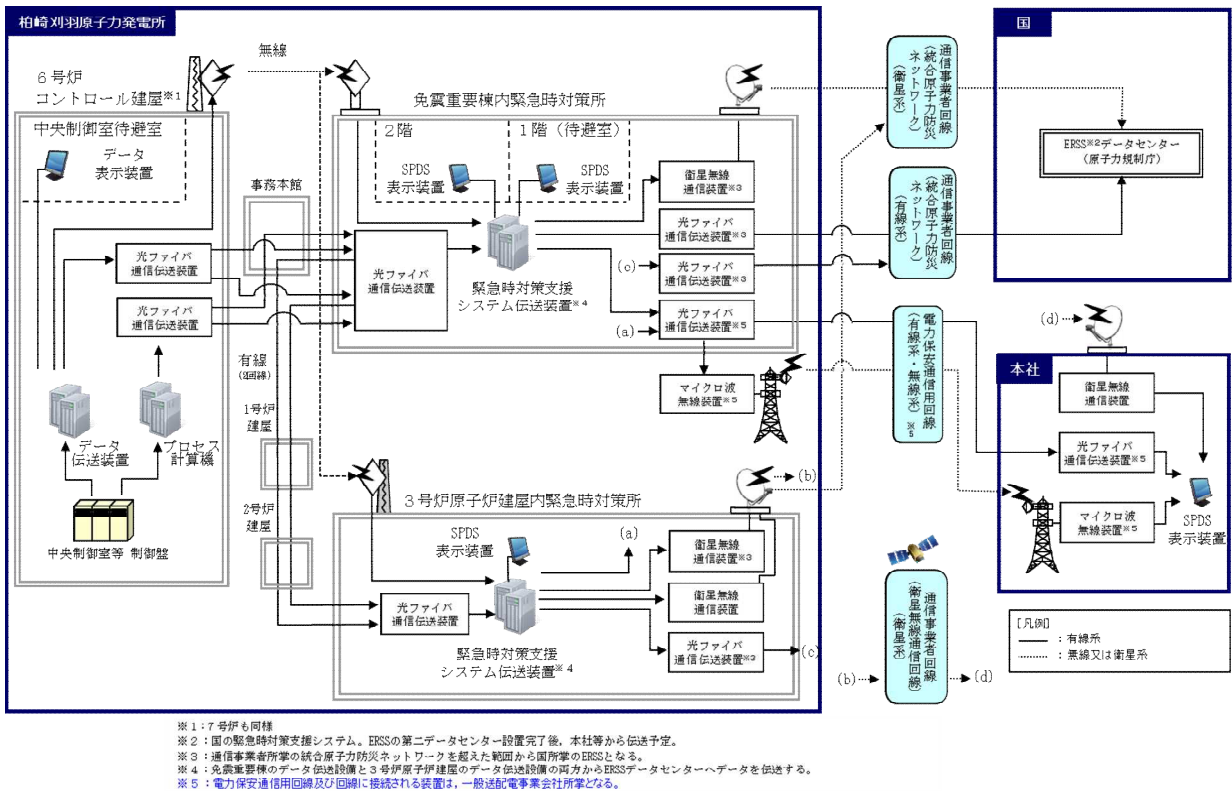 柏崎刈羽原子力発電所
6号炉
コントロール建屋※1
無線
中央制御室待避室
データ
表示装置
事務本館
免震重要棟内緊急時対策所
2階
1階(待避室)
SPDS
表示装置
SPDS
表示装置
衛星無線
通信装置※3
光ファイバ
通信伝送装置※3
(c)
光ファイバ
通信伝送装置※3
(a)
光ファイバ
通信伝送装置※5
光ファイバ
通信伝送装置
光ファイバ
通信伝送装置
光ファイバ
通信伝送装置
緊急時対策支援
システム伝送装置※4
マイクロ波
無線装置※5
有線
(2回線)
1号炉
建屋
2号炉
建屋
データ
伝送装置
プロセス
計算機
中央制御室等 制御盤
3号炉原子炉建屋内緊急時対策所
(b)
SPDS
表示装置
(a)
衛星無線
通信装置※3
衛星無線
通信装置
光ファイバ
通信伝送装置※3
(c)
光ファイバ
通信伝送装置
緊急時対策支援
システム伝送装置※4
通信事業者回線
(統合原子力防災
ネットワーク)
(衛星系)
通信事業者回線
(統合原子力防災
ネットワーク)
(有線系)
電力保安通信用回線
(有線系・無線系)※5
通信事業者回線
(衛星無線通信回線)
(衛星系)
(b)
(d)
国
ERSS※2データセンター
(原子力規制庁)
(d)
本社
衛星無線
通信装置
光ファイバ
通信伝送装置※5
マイクロ波
無線装置※5
SPDS
表示装置
[凡例]
:有線系
:無線又は衛星系
※1:7号炉も同様
※2:国の緊急時対策支援システム。ERSSの第二データセンター設置完了後、本社等から伝送予定。
※3:通信事業者所掌の統合原子力防災ネットワークを超えた範囲から国所掌のERSSとなる。
※4:免震重要棟のデータ伝送設備と3号炉原子炉建屋のデータ伝送設備の両方からERSSデータセンターへデータを伝送する。
※5:電力保安通信用回線及び回線に接続される装置は,一般送配電事業会社所掌となる。